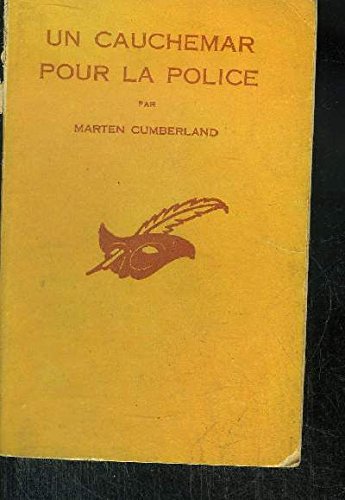 UN CAUCHEMAR
POUR LA POLICE
PAR
MARTEN CUMBERLAND